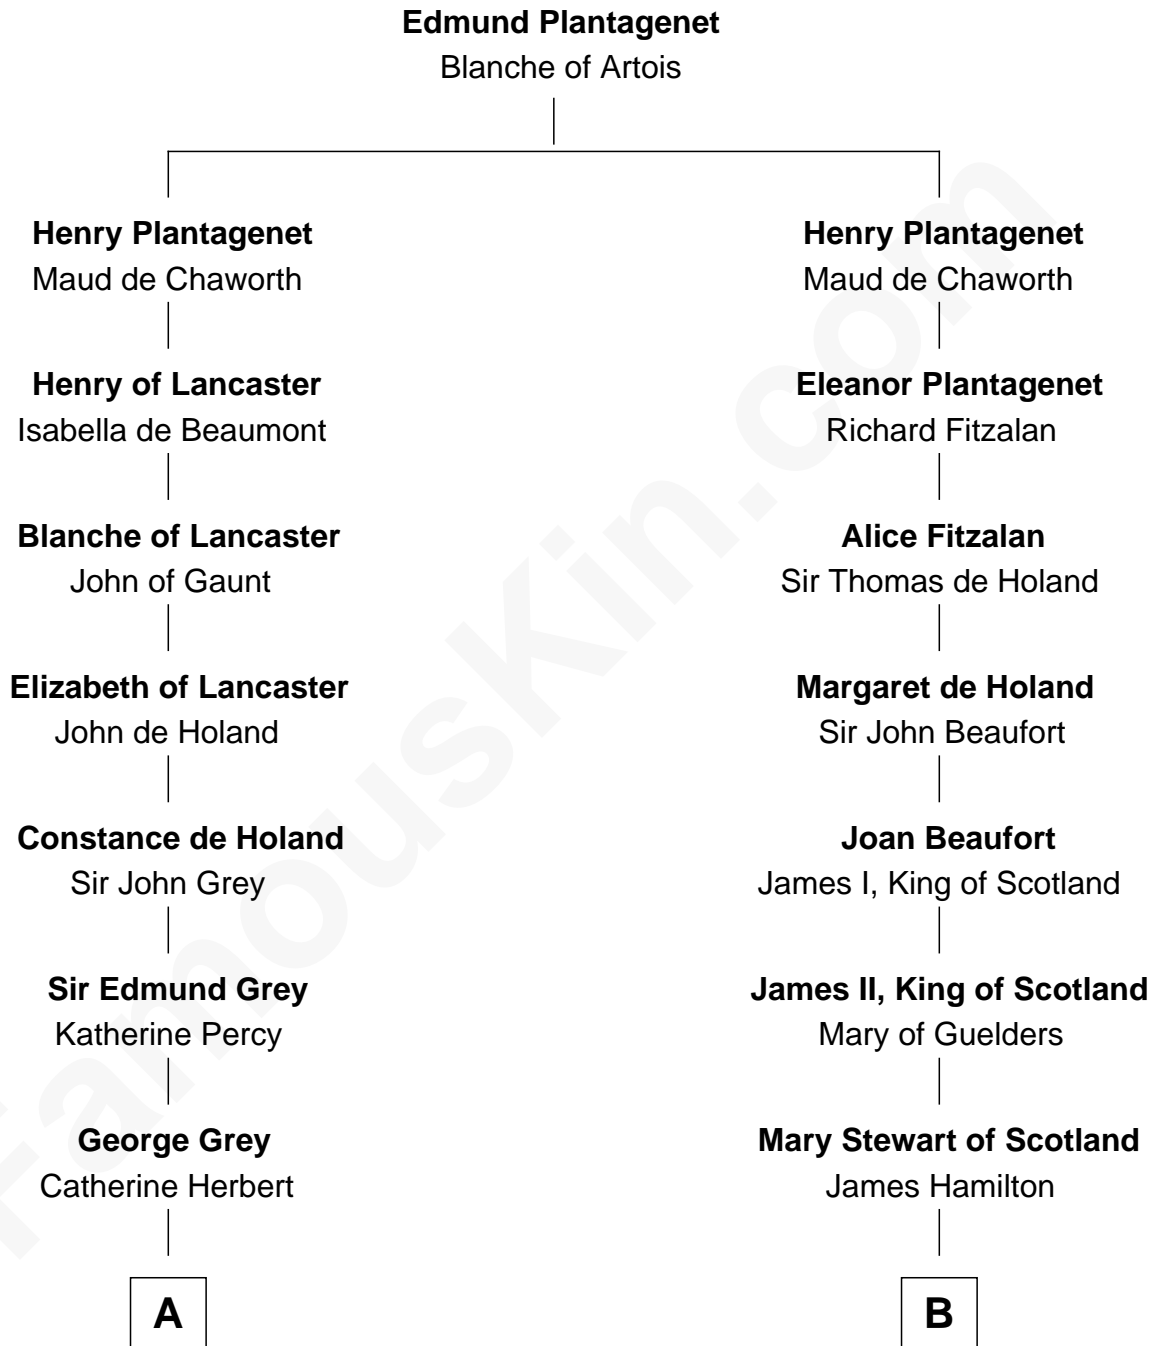 Edmund Plantagenet
Blanche of Artois
Henry Plantagenet
Maud de Chaworth
Henry of Lancaster
Isabella de Beaumont
Blanche of Lancaster
John of Gaunt
Elizabeth of Lancaster
John de Holand
Constance de Holand
Sir John Grey
Sir Edmund Grey
Katherine Percy
George Grey
Catherine Herbert
A
Henry Plantagenet
Maud de Chaworth
Eleanor Plantagenet
Richard Fitzalan
Alice Fitzalan
Sir Thomas de Holand
Margaret de Holand
Sir John Beaufort
Joan Beaufort
James I, King of Scotland
James II, King of Scotland
Mary of Guelders
Mary Stewart of Scotland
James Hamilton
B
FamousKin.com